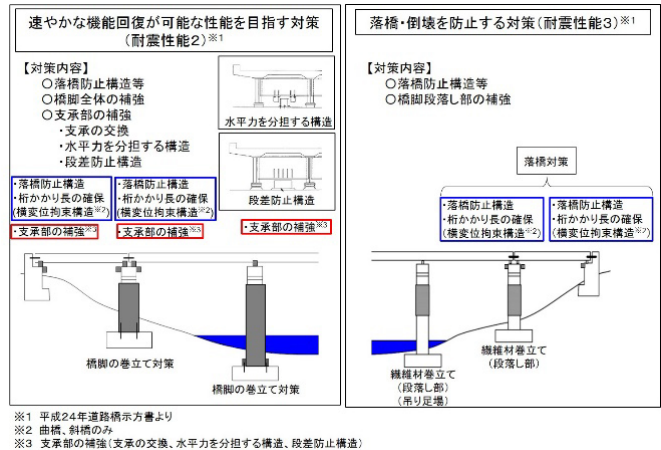 速やかな機能回復が可能な性能を目指す対策
(耐震性能2)※1
【対策内容】
○落橋防止構造等
○橋脚全体の補強
○支承部の補強
・支承の交換
・水平力を分担する構造
・段差防止構造
水平力を分担する構造
段差防止構造
・落橋防止構造
・桁かかり長の確保
(横変位拘束構造※2)
・落橋防止構造
・桁かかり長の確保
(横変位拘束構造※2)
・支承部の補強※3
・支承部の補強※3
・支承部の補強※3
橋脚の巻立て対策
橋脚の巻立て対策
落橋・倒壊を防止する対策(耐震性能3)※1
【対策内容】
○落橋防止構造等
○橋脚段落し部の補強
落橋対策
・落橋防止構造
・桁かかり長の確保
(横変位拘束構造※2)
・落橋防止構造
・桁かかり長の確保
(横変位拘束構造※2)
繊維材巻立て
(段落し部)
(吊り足場)
繊維材巻立て
(段落し部)
※1 平成24年道路橋示方書より
※2 曲橋、斜橋のみ
※3 支承部の補強(支承の交換、水平力を分担する構造、段差防止構造)